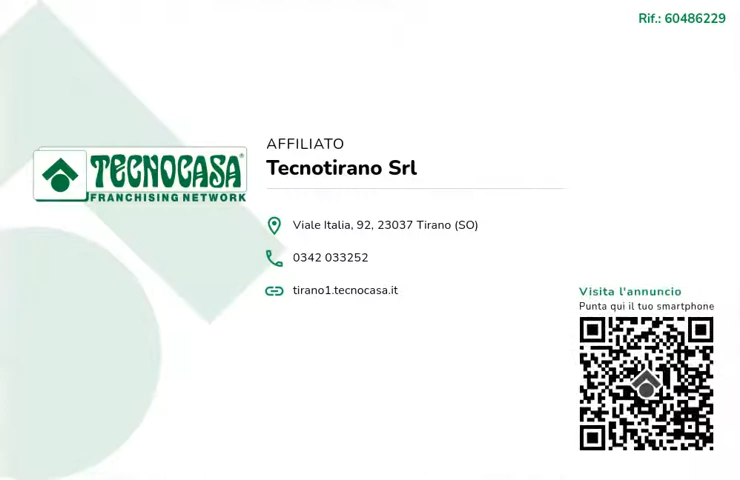 Rif.: 60486229
AFFILIATO
Tecnotirano Srl
TECNOCASA®
FRANCHISING NETWORK
Viale Italia, 92, 23037 Tirano (SO)
0342 033252
tirano1.tecnocasa.it
Visita l'annuncio
Punta qui il tuo smartphone